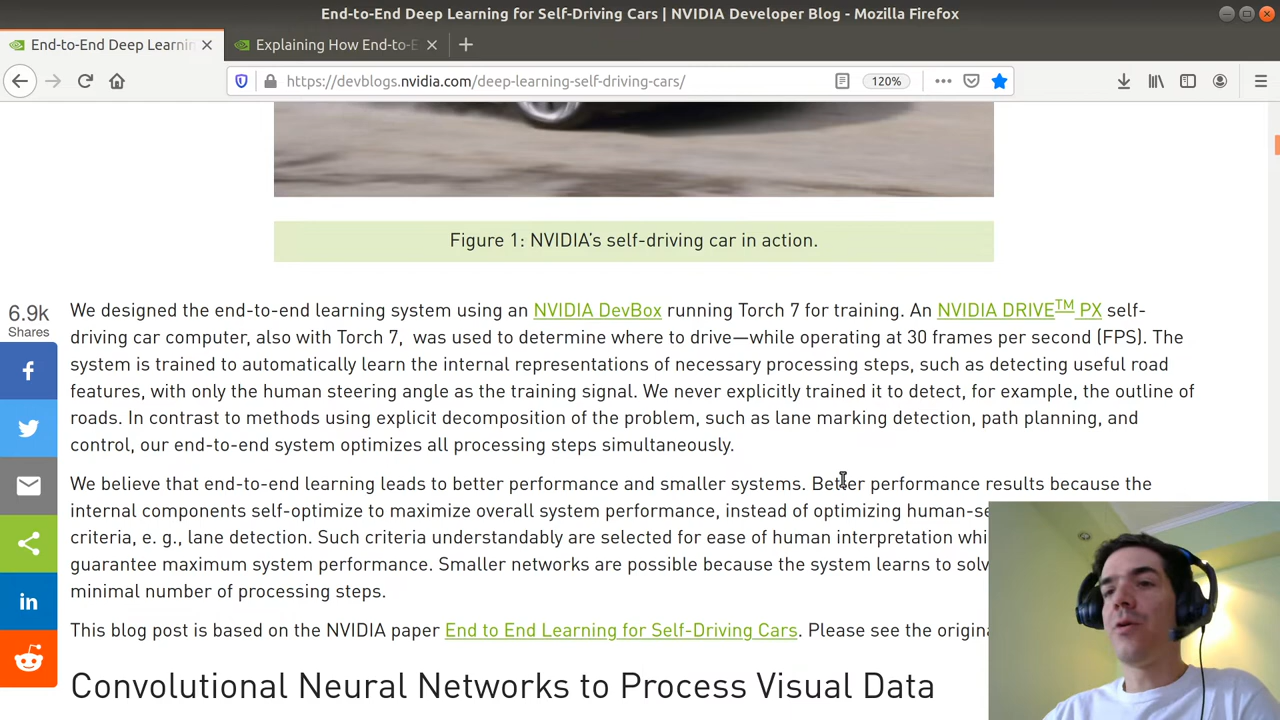 End-to-End Deep Learning for Self-Driving Cars | NVIDIA Developer Blog - Mozilla Firefox
End-to-End Deep Learnin
Explaining How End-to-E
https://devblogs.nvidia.com/deep-learning-self-driving-cars/
120%
Figure 1: NVIDIA's self-driving car in action.
6.9k
Shares
We designed the end-to-end learning system using an NVIDIA DevBox running Torch 7 for training. An NVIDIA DRIVE™ PX self-
driving car computer, also with Torch 7, was used to determine where to drive—while operating at 30 frames per second (FPS). The
system is trained to automatically learn the internal representations of necessary processing steps, such as detecting useful road
features, with only the human steering angle as the training signal. We never explicitly trained it to detect, for example, the outline of
roads. In contrast to methods using explicit decomposition of the problem, such as lane marking detection, path planning, and
control, our end-to-end system optimizes all processing steps simultaneously.
We believe that end-to-end learning leads to better performance and smaller systems. Better performance results because the
internal components self-optimize to maximize overall system performance, instead of optimizing human-se
criteria, e. g., lane detection. Such criteria understandably are selected for ease of human interpretation whi
guarantee maximum system performance. Smaller networks are possible because the system learns to solv
minimal number of processing steps.
This blog post is based on the NVIDIA paper End to End Learning for Self-Driving Cars. Please see the origina
Convolutional Neural Networks to Process Visual Data